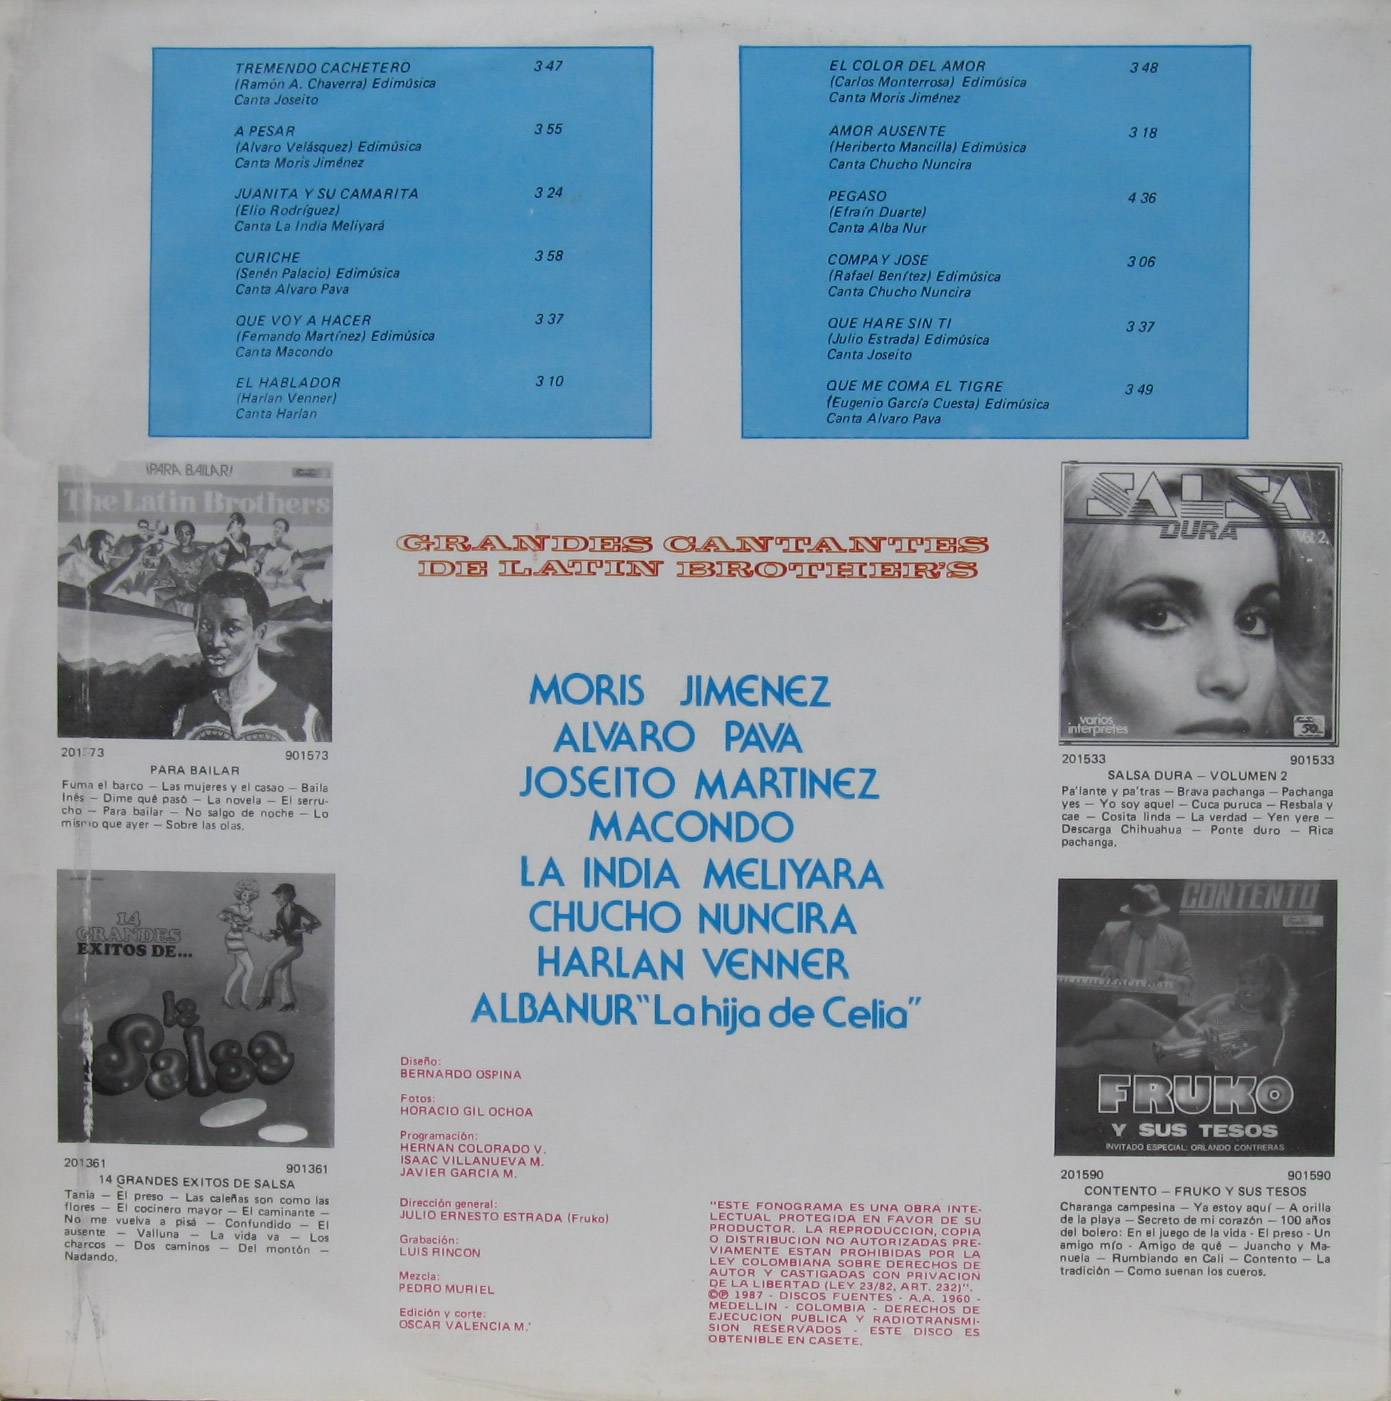 TREMENDO CACHETERO 3 47
(Ramón A. Chaverra) Edimúsica
Canta Joseito
A PESAR 3 55
(Alvaro Velásquez) Edimúsica
Canta Moris Jiménez
JUANITA Y SU CAMARITA 3 24
(Elio Rodríguez)
Canta La India Meliyará
CURICHE 3 58
(Senén Palacio) Edimúsica
Canta Alvaro Pava
QUE VOY A HACER 3 37
(Fernando Martínez) Edimúsica
Canta Macondo
EL HABLADOR 3 10
(Harlan Venner)
Canta Harlan
EL COLOR DEL AMOR 3 48
(Carlos Monterrosa) Edimúsica
Canta Moris Jiménez
AMOR AUSENTE 3 18
(Heriberto Mancilla) Edimúsica
Canta Chucho Nuncira
PEGASO 4 36
(Efraín Duarte)
Canta Alba Nur
COMPAY JOSE 3 06
(Rafael Benítez) Edimúsica
Canta Chucho Nuncira
QUE HARE SIN TI 3 37
(Julio Estrada) Edimúsica
Canta Joseito
QUE ME COMA EL TIGRE 3 49
(Eugenio García Cuesta) Edimúsica
Canta Alvaro Pava
¡PARA BAILAR!
The Latin Brothers
201573 901573
PARA BAILAR
Fuma el barco — Las mujeres y el casao — Baila
Inés — Dime qué pasó — La novela — El serru-
cho — Para bailar — No salgo de noche — Lo
mismo que ayer — Sobre las olas.
14
GRANDES
EXITOS DE...
la
Salsa
201361 901361
14 GRANDES EXITOS DE SALSA
Tania — El preso — Las caleñas son como las
flores — El cocinero mayor — El caminante —
No me vuelva a pisá — Confundido — El
ausente — Valluna — La vida va — Los
charcos — Dos caminos — Del montón —
Nadando.
GRANDES CANTANTES
DE LATIN BROTHER'S
MORIS JIMENEZ
ALVARO PAVA
JOSEITO MARTINEZ
MACONDO
LA INDIA MELIYARA
CHUCHO NUNCIRA
HARLAN VENNER
ALBANUR "La hija de Celia"
Diseño:
BERNARDO OSPINA
Fotos:
HORACIO GIL OCHOA
Programación:
HERNAN COLORADO V.
ISAAC VILLANUEVA M.
JAVIER GARCIA M.
Dirección general:
JULIO ERNESTO ESTRADA (Fruko)
Grabación:
LUIS RINCON
Mezcla:
PEDRO MURIEL
Edición y corte:
OSCAR VALENCIA M.
"ESTE FONOGRAMA ES UNA OBRA INTE-
LECTUAL PROTEGIDA EN FAVOR DE SU
PRODUCTOR. LA REPRODUCCION, COPIA
O DISTRIBUCION NO AUTORIZADAS PRE-
VIAMENTE ESTAN PROHIBIDAS POR LA
LEY COLOMBIANA SOBRE DERECHOS DE
AUTOR Y CASTIGADAS CON PRIVACION
DE LA LIBERTAD (LEY 23/82, ART. 232)".
©℗ 1987 - DISCOS FUENTES - A.A. 1960 -
MEDELLIN - COLOMBIA - DERECHOS DE
EJECUCION PUBLICA Y RADIOTRANSMI-
SION RESERVADOS - ESTE DISCO ES
OBTENIBLE EN CASETE.
SALSA
DURA
Vol 2.
varios
interpretes
50
201533 901533
SALSA DURA — VOLUMEN 2
Pa'lante y pa'tras — Brava pachanga — Pachanga
yes — Yo soy aquel — Cuca puruca — Resbala y
cae — Cosita linda — La verdad — Yen yere —
Descarga Chihuahua — Ponte duro — Rica
pachanga.
CONTENTO
FRUKO
Y SUS TESOS
INVITADO ESPECIAL: ORLANDO CONTRERAS
201590 901590
CONTENTO — FRUKO Y SUS TESOS
Charanga campesina — Ya estoy aquí — A orilla
de la playa — Secreto de mi corazón — 100 años
del bolero: En el juego de la vida - El preso - Un
amigo mío - Amigo de qué — Juancho y Ma-
nuela — Rumbiando en Cali — Contento — La
tradición — Como suenan los cueros.